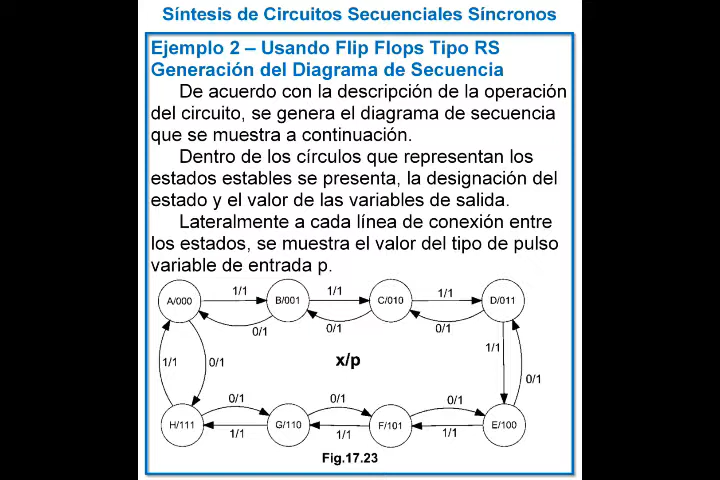 Síntesis de Circuitos Secuenciales Síncronos
Ejemplo 2 – Usando Flip Flops Tipo RS
Generación del Diagrama de Secuencia
De acuerdo con la descripción de la operación
del circuito, se genera el diagrama de secuencia
que se muestra a continuación.
Dentro de los círculos que representan los
estados estables se presenta, la designación del
estado y el valor de las variables de salida.
Lateralmente a cada línea de conexión entre
los estados, se muestra el valor del tipo de pulso
variable de entrada p.
1/1 1/1 1/1
A/000 B/001 C/010 D/011
0/1 0/1 0/1
1/1 0/1 x/p 1/1 0/1
0/1 0/1 0/1
H/111 G/110 F/101 E/100
1/1 1/1 1/1
Fig.17.23